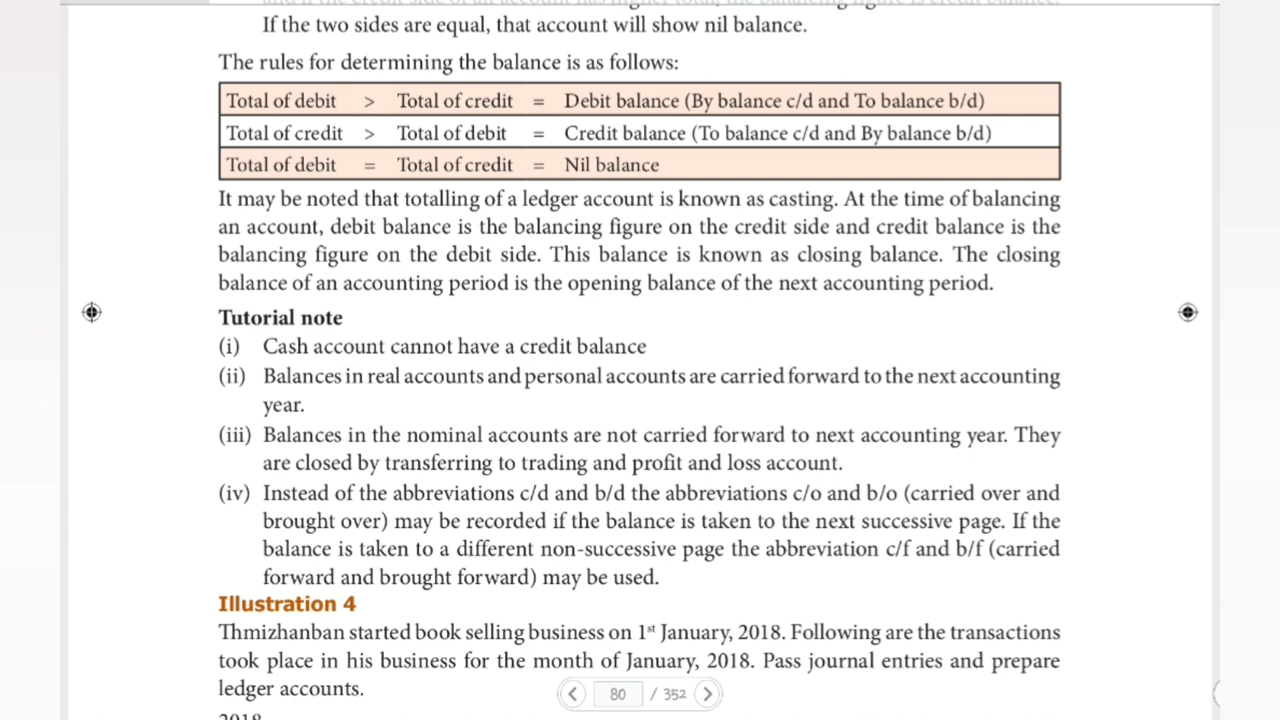 If the two sides are equal, that account will show nil balance.
The rules for determining the balance is as follows:
Total of debit > Total of credit = Debit balance (By balance c/d and To balance b/d)
Total of credit > Total of debit = Credit balance (To balance c/d and By balance b/d)
Total of debit = Total of credit = Nil balance
It may be noted that totalling of a ledger account is known as casting. At the time of balancing
an account, debit balance is the balancing figure on the credit side and credit balance is the
balancing figure on the debit side. This balance is known as closing balance. The closing
balance of an accounting period is the opening balance of the next accounting period.
Tutorial note
(i) Cash account cannot have a credit balance
(ii) Balances in real accounts and personal accounts are carried forward to the next accounting
year.
(iii) Balances in the nominal accounts are not carried forward to next accounting year. They
are closed by transferring to trading and profit and loss account.
(iv) Instead of the abbreviations c/d and b/d the abbreviations c/o and b/o (carried over and
brought over) may be recorded if the balance is taken to the next successive page. If the
balance is taken to a different non-successive page the abbreviation c/f and b/f (carried
forward and brought forward) may be used.
Illustration 4
Thmizhanban started book selling business on 1st January, 2018. Following are the transactions
took place in his business for the month of January, 2018. Pass journal entries and prepare
ledger accounts.
80 / 352
2018